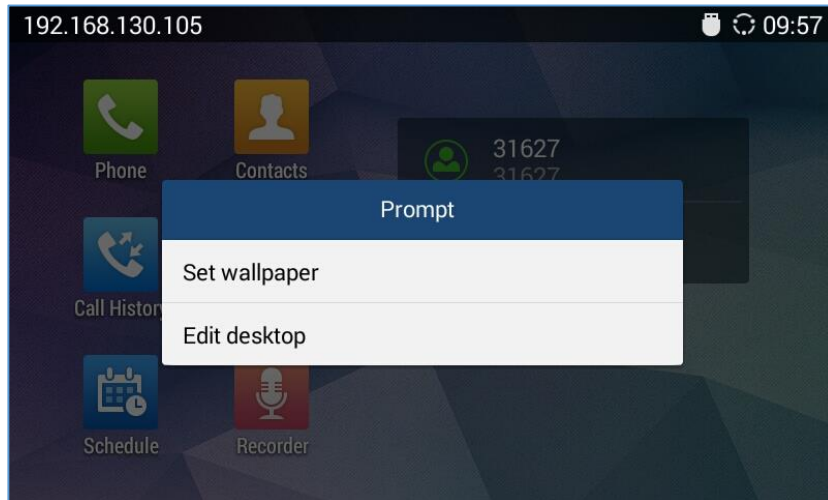 192.168.130.105 09:57
31627
31627
Phone Contacts
Prompt
Set wallpaper
Call History
Edit desktop
Schedule Recorder